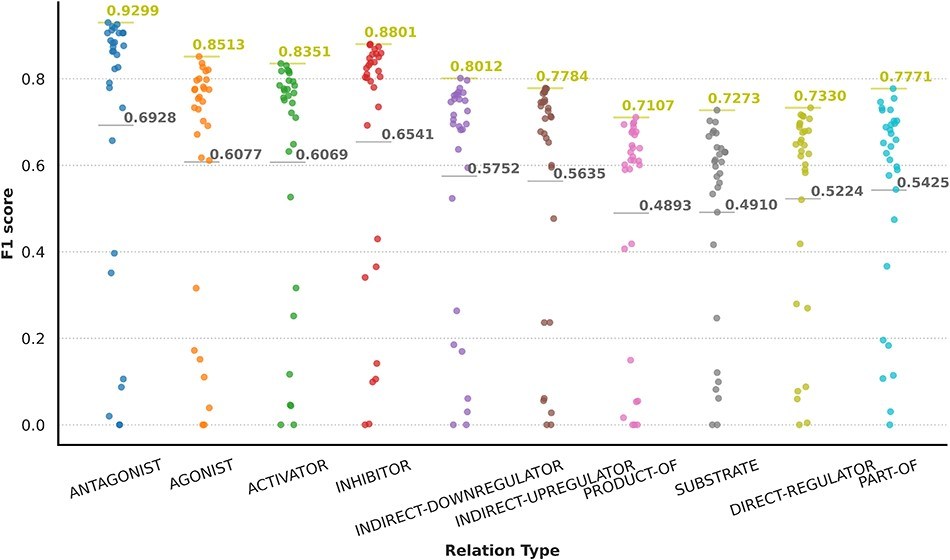 0.9299
0.8513
0.8351
0.8801
0.8012
0.7784
0.7107
0.7273
0.7330
0.7771
0.6928
0.6077
0.6069
0.6541
0.5752
0.5635
0.4893
0.4910
0.5224
0.5425
0.8
0.6
0.4
0.2
0.0
F1 score
ANTAGONIST
AGONIST
ACTIVATOR
INHIBITOR
INDIRECT-DOWNREGULATOR
INDIRECT-UPREGULATOR
PRODUCT-OF
SUBSTRATE
DIRECT-REGULATOR
PART-OF
Relation Type